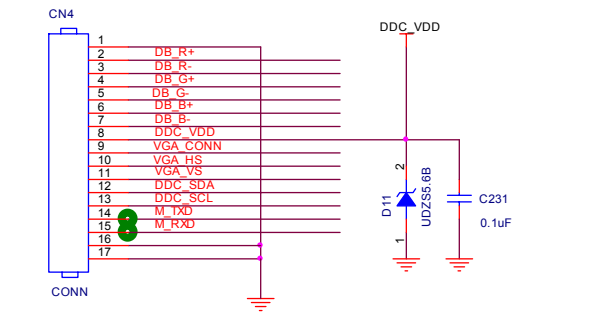 CN4
DDC_VDD
1
2 DB_R+
3 DB_R-
4 DB_G+
5 DB_G-
6 DB_B+
7 DB_B-
8 DDC_VDD
9 VGA_CONN
10 VGA_HS
11 VGA_VS
12 DDC_SDA
13 DDC_SCL
14 M_TXD
15 M_RXD
16
17
CONN
2
D11
UDZS5.6B
1
C231
0.1uF